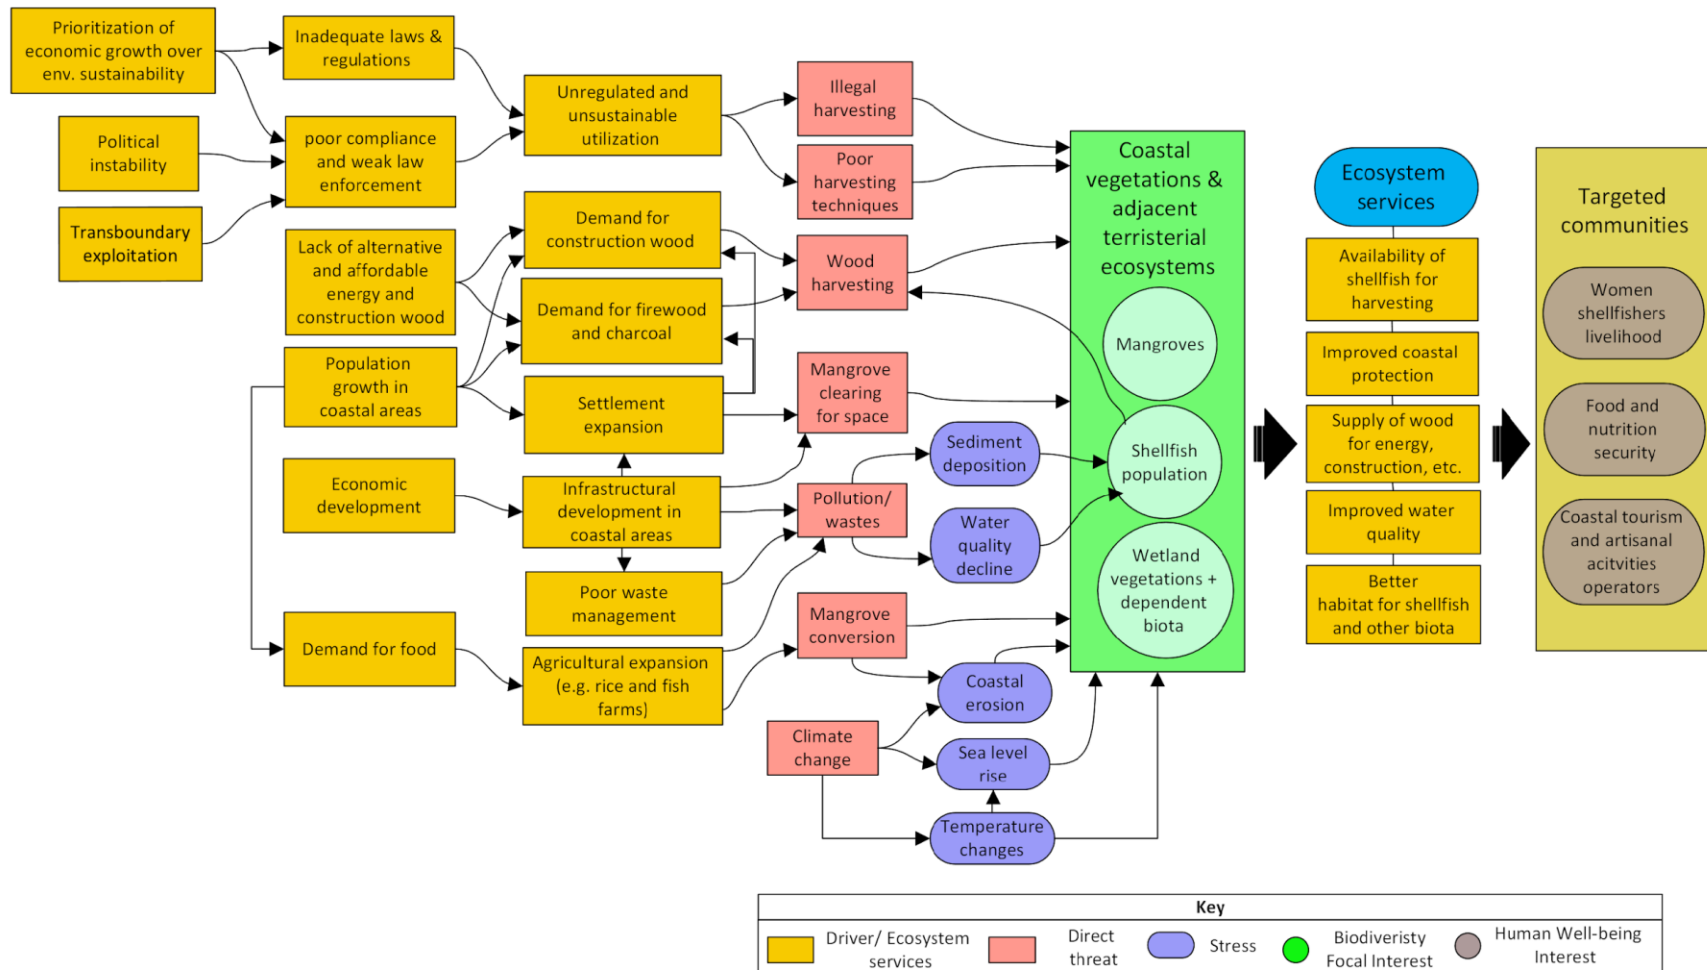 Prioritization of
economic growth over
env. sustainability
Political
instability
Transboundary
exploitation
Inadequate laws &
regulations
poor compliance
and weak law
enforcement
Lack of alternative
and affordable
energy and
construction wood
Population
growth in
coastal areas
Economic
development
Demand for food
Unregulated and
unsustainable
utilization
Demand for
construction wood
Demand for firewood
and charcoal
Settlement
expansion
Infrastructural
development in
coastal areas
Poor waste
management
Agricultural expansion
(e.g. rice and fish
farms)
Illegal
harvesting
Poor
harvesting
techniques
Wood
harvesting
Mangrove
clearing
for space
Pollution/
wastes
Mangrove
conversion
Climate
change
Sediment
deposition
Water
quality
decline
Coastal
erosion
Sea level
rise
Temperature
changes
Coastal
vegetations &
adjacent
terristerial
ecosystems
Mangroves
Shellfish
population
Wetland
vegetations +
dependent
biota
Ecosystem
services
Availability of
shellfish for
harvesting
Improved coastal
protection
Supply of wood
for energy,
construction, etc.
Improved water
quality
Better
habitat for shellfish
and other biota
Targeted
communities
Women
shellfishers
livelihood
Food and
nutrition
security
Coastal tourism
and artisanal
acitvities
operators
Key
Driver/ Ecosystem
services
Direct
threat
Stress
Biodiveristy
Focal Interest
Human Well-being
Interest